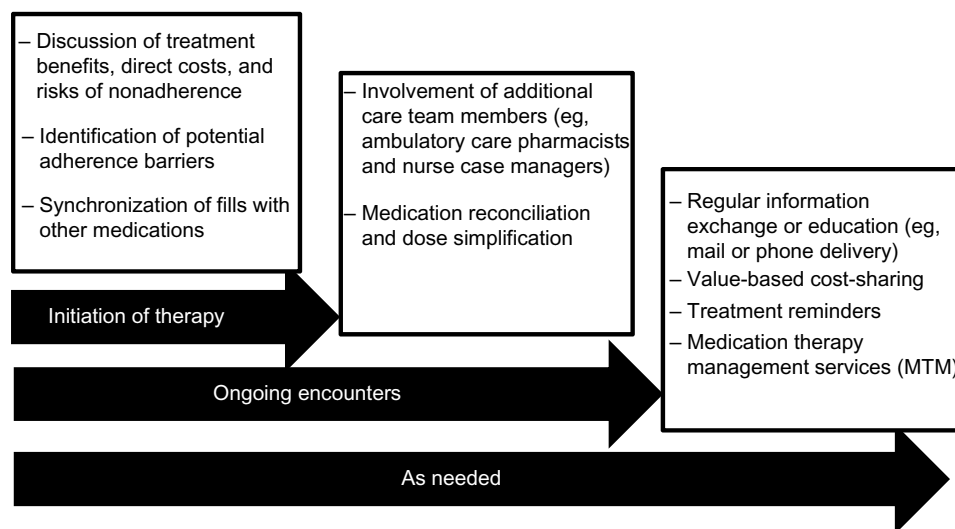 – Discussion of treatment
benefits, direct costs, and
risks of nonadherence
– Identification of potential
adherence barriers
– Synchronization of fills with
other medications
Initiation of therapy
– Involvement of additional
care team members (eg,
ambulatory care pharmacists
and nurse case managers)
– Medication reconciliation
and dose simplification
Ongoing encounters
– Regular information
exchange or education (eg,
mail or phone delivery)
– Value-based cost-sharing
– Treatment reminders
– Medication therapy
management services (MTM)
As needed